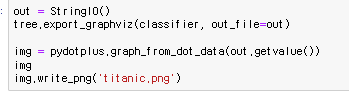 out = StringIO()
tree.export_graphviz(classifier, out_file=out)
img = pydotplus.graph_from_dot_data(out.getvalue())
img
img.write_png('titanic.png')